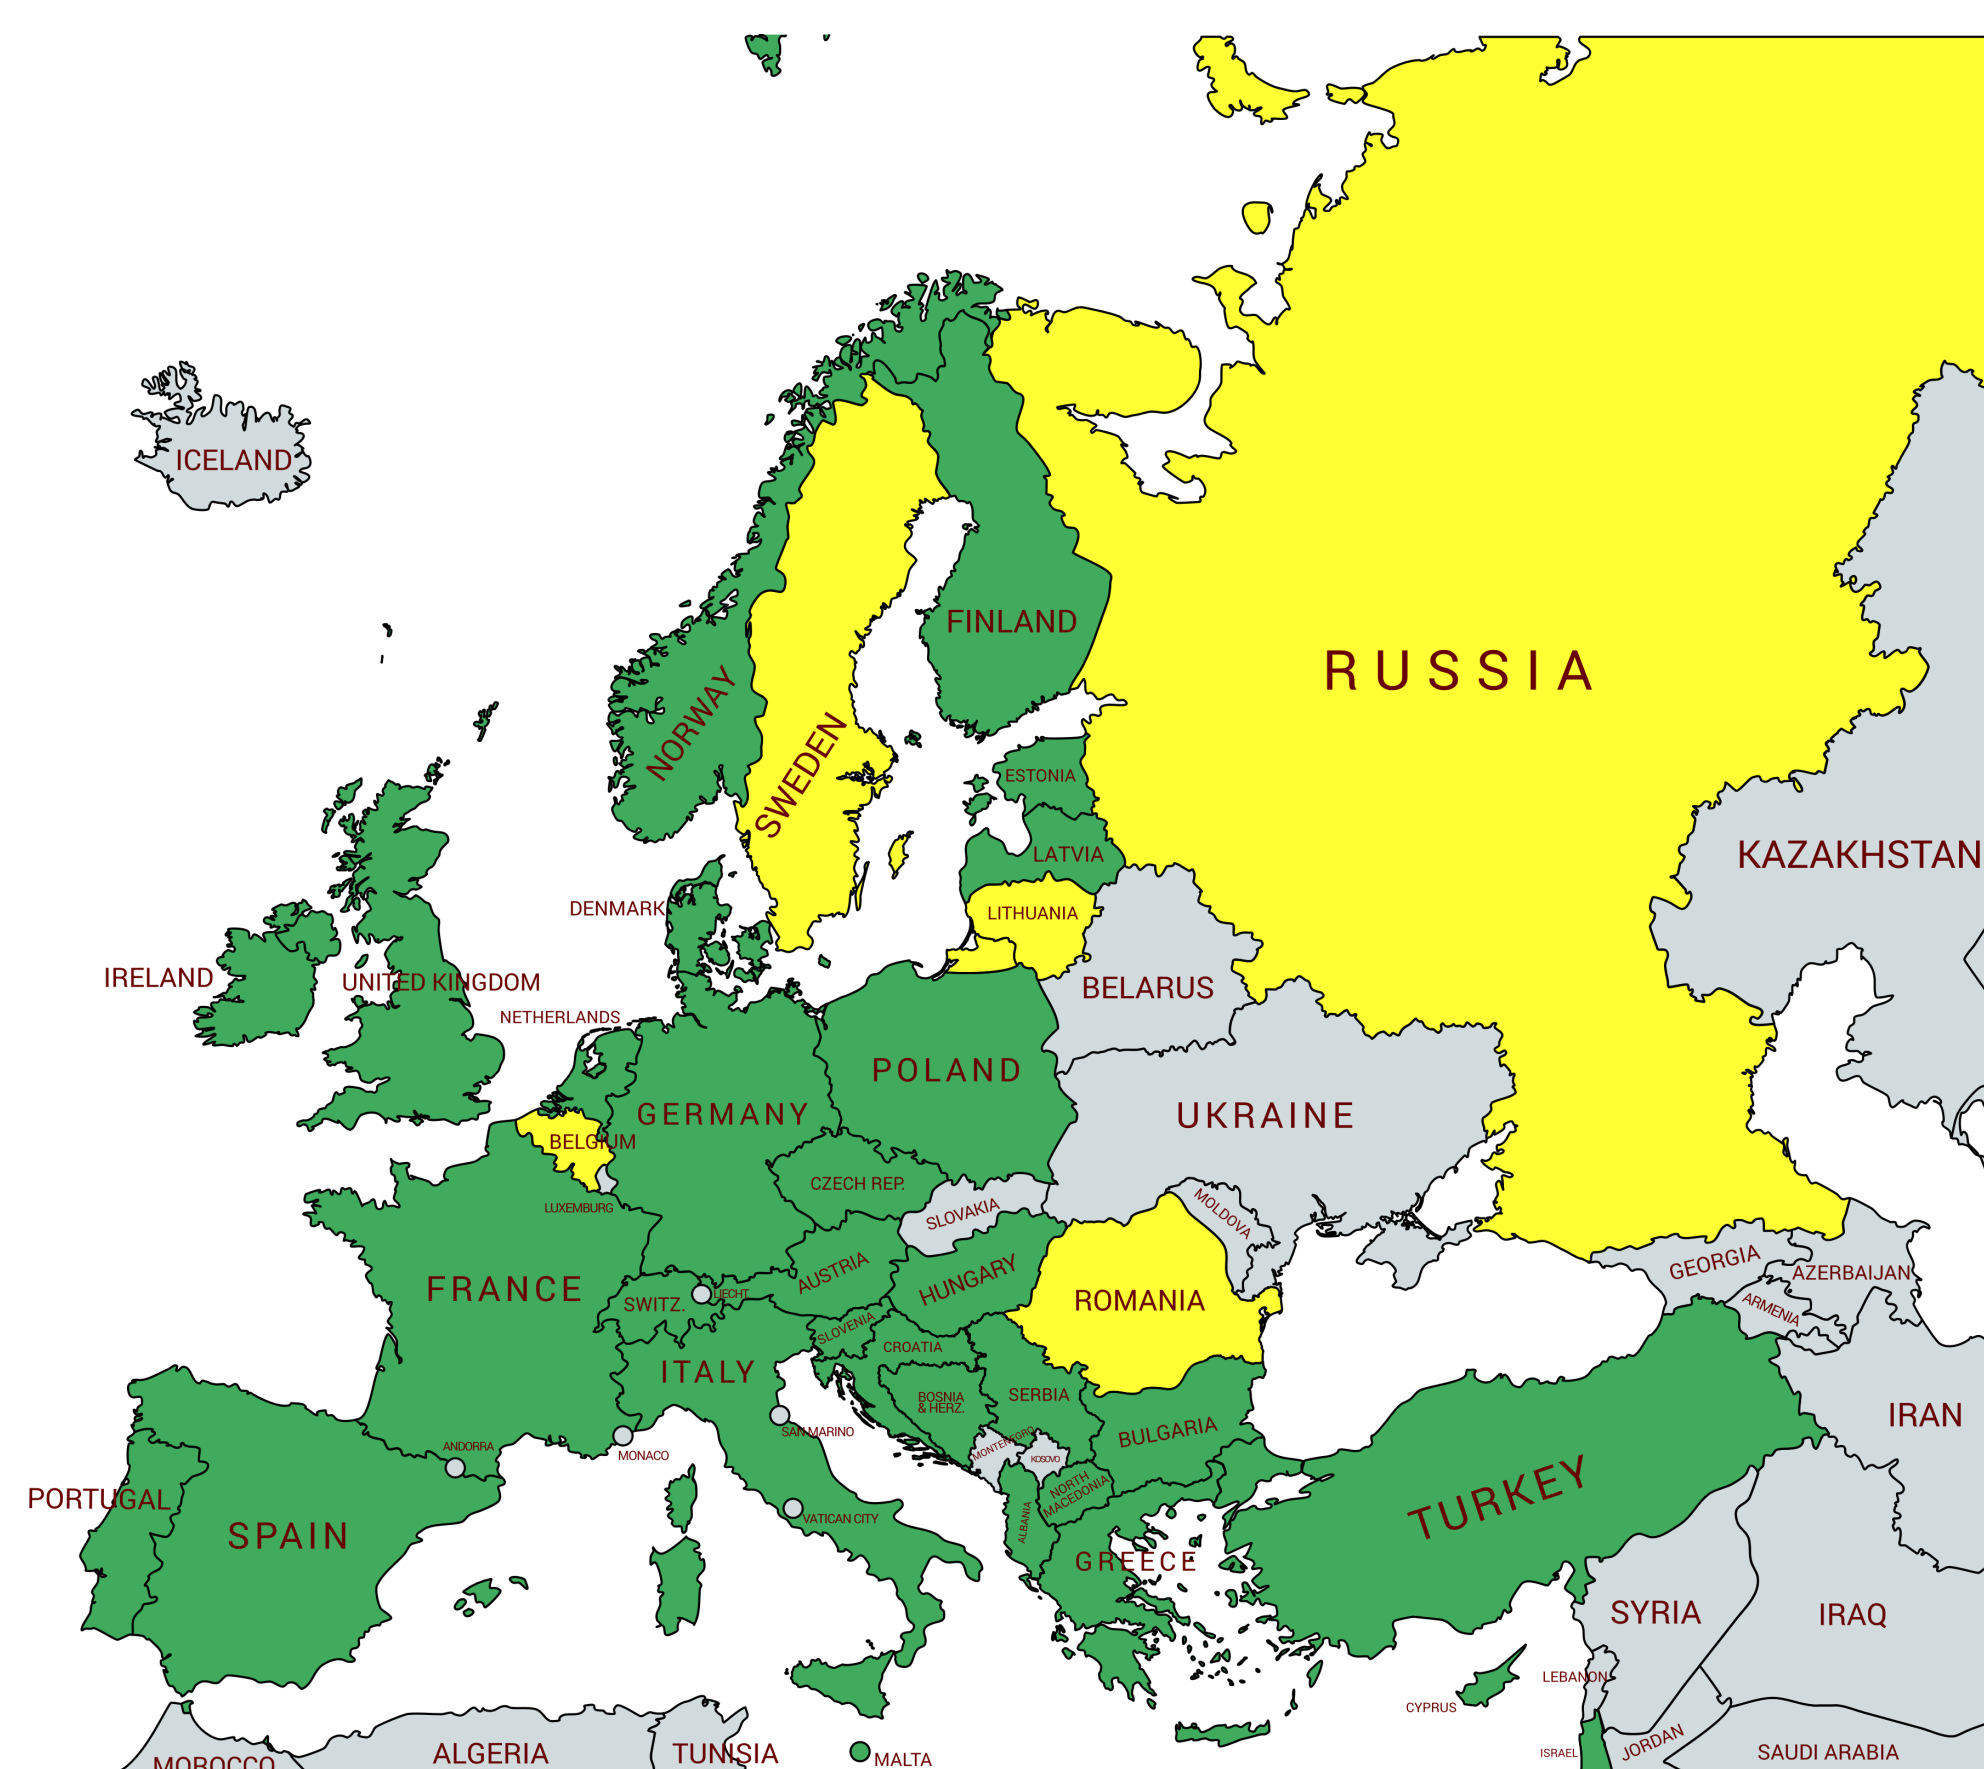 ICELAND
FINLAND
RUSSIA
NORWAY
SWEDEN
ESTONIA
LATVIA
KAZAKHSTAN
DENMARK
LITHUANIA
IRELAND
UNITED KINGDOM
BELARUS
NETHERLANDS
POLAND
GERMANY
UKRAINE
BELGIUM
CZECH REP.
LUXEMBURG
SLOVAKIA
MOLDOVA
FRANCE
AUSTRIA
HUNGARY
GEORGIA
AZERBAIJAN
SWITZ.
LIECHT.
ROMANIA
ARMENIA
SLOVENIA
CROATIA
ITALY
BOSNIA
& HERZ.
SERBIA
IRAN
SAN MARINO
BULGARIA
ANDORRA
MONACO
MONTENEGRO
KOSOVO
PORTUGAL
SPAIN
VATICAN CITY
NORTH
MACEDONIA
ALBANIA
TURKEY
GREECE
SYRIA
IRAQ
LEBANON
CYPRUS
MOROCCO
ALGERIA
TUNISIA
MALTA
ISRAEL
JORDAN
SAUDI ARABIA